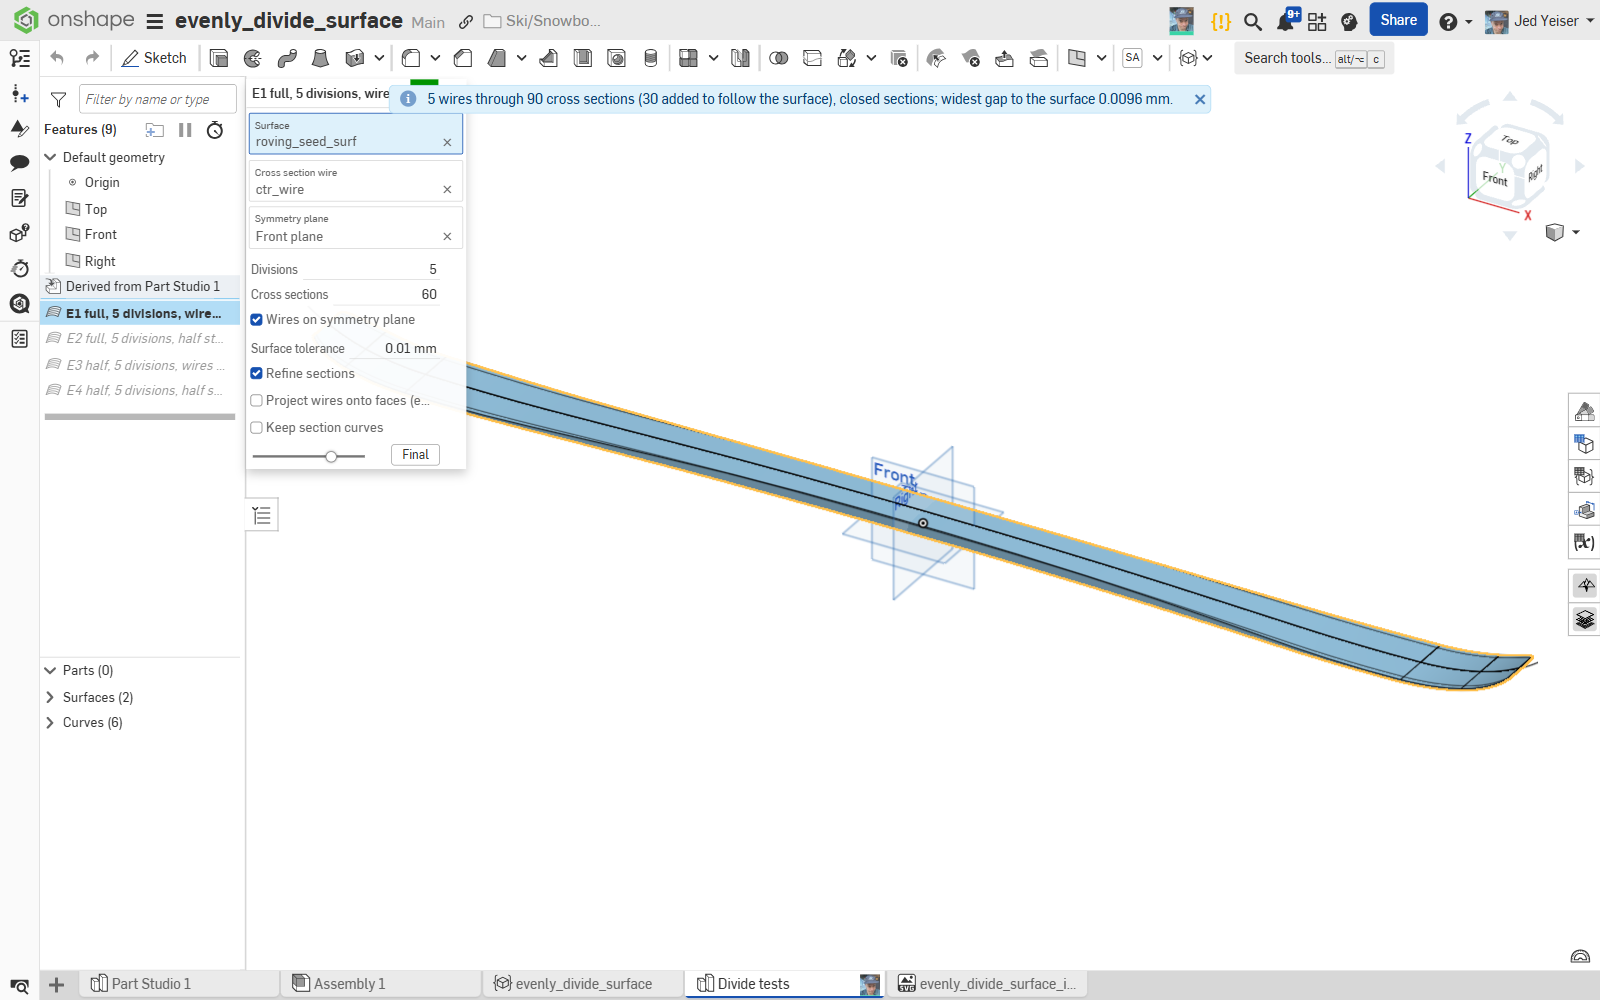 onshape
evenly_divide_surface
Main
Ski/Snowbo...
9+
Share
Jed Yeiser
Sketch
SA
Search tools...
alt/⌥
c
Filter by name or type
Features (9)
Default geometry
Origin
Top
Front
Right
Derived from Part Studio 1
E1 full, 5 divisions, wire...
E2 full, 5 divisions, half st...
E3 half, 5 divisions, wires ...
E4 half, 5 divisions, half s...
Parts (0)
Surfaces (2)
Curves (6)
E1 full, 5 divisions, wire
5 wires through 90 cross sections (30 added to follow the surface), closed sections; widest gap to the surface 0.0096 mm.
Surface
roving_seed_surf
Cross section wire
ctr_wire
Symmetry plane
Front plane
Divisions 5
Cross sections 60
Wires on symmetry plane
Surface tolerance 0.01 mm
Refine sections
Project wires onto faces (e...
Keep section curves
Final
Front
Z
Top
Y
Front
Right
X
Part Studio 1
Assembly 1
evenly_divide_surface
Divide tests
SVG
evenly_divide_surface_i...